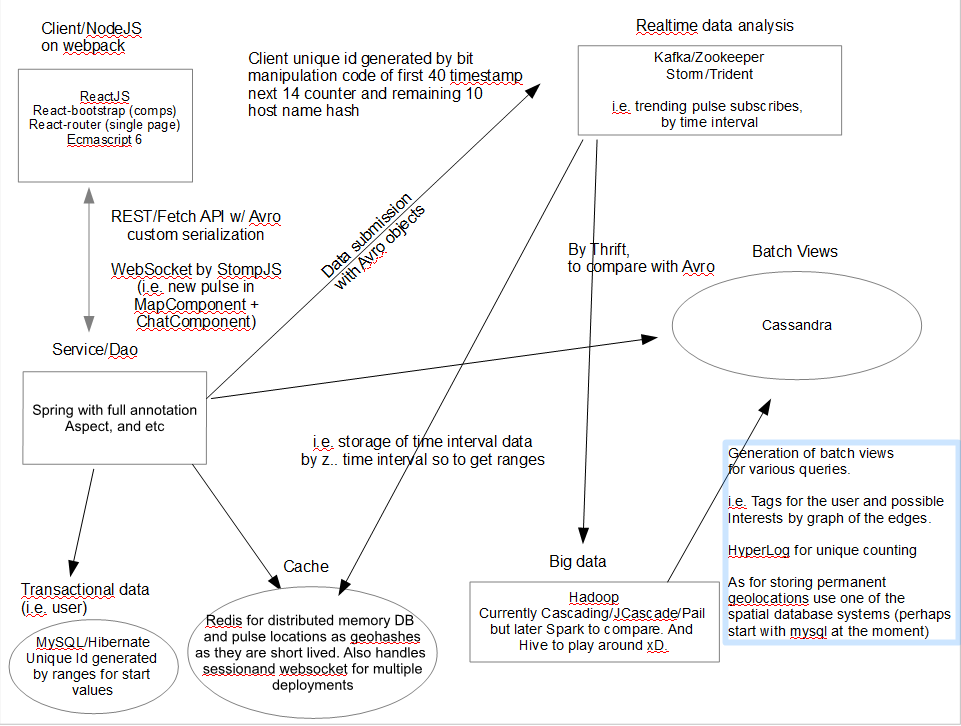 Client/NodeJS
on webpack
ReactJS
React-bootstrap (comps)
React-router (single page)
Ecmascript 6
Client unique id generated by bit
manipulation code of first 40 timestamp
next 14 counter and remaining 10
host name hash
Realtime data analysis
Kafka/Zookeeper
Storm/Trident
i.e. trending pulse subscribes,
by time interval
REST/Fetch API w/ Avro
custom serialization
WebSocket by StompJS
(i.e. new pulse in
MapComponent +
ChatComponent)
Data submission
with Avro objects
By Thrift,
to compare with Avro
Batch Views
Cassandra
Service/Dao
Spring with full annotation
Aspect, and etc
i.e. storage of time interval data
by z.. time interval so to get ranges
Generation of batch views
for various queries.
i.e. Tags for the user and possible
Interests by graph of the edges.
HyperLog for unique counting
As for storing permanent
geolocations use one of the
spatial database systems (perhaps
start with mysql at the moment)
Transactional data
(i.e. user)
MySQL/Hibernate
Unique Id generated
by ranges for start
values
Cache
Redis for distributed memory DB
and pulse locations as geohashes
as they are short lived. Also handles
sessionand websocket for multiple
deployments
Big data
Hadoop
Currently Cascading/JCascade/Pail
but later Spark to compare. And
Hive to play around xD.